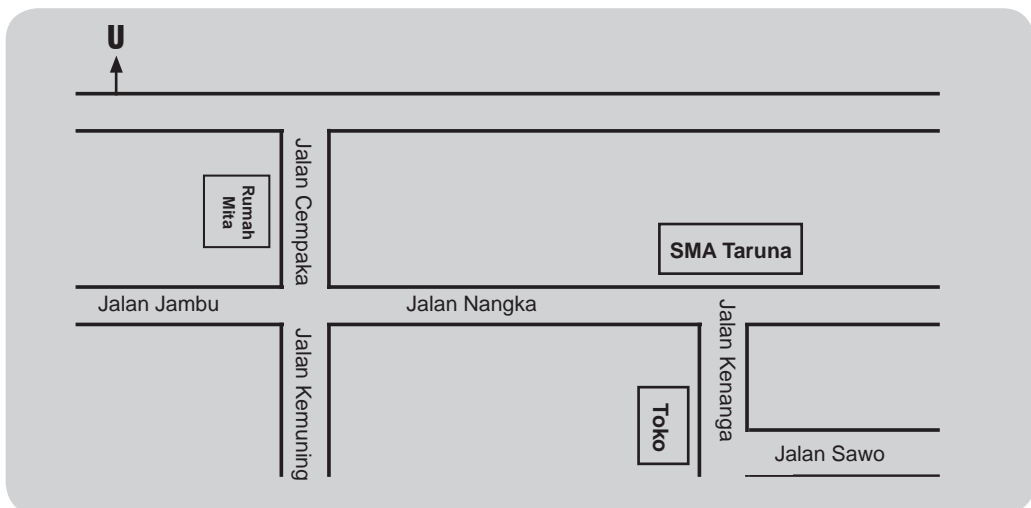 U
Jalan Cempaka
Rumah
Mita
SMA Taruna
Jalan Jambu
Jalan Nangka
Jalan Kemuning
Jalan Kenanga
Toko
Jalan Sawo